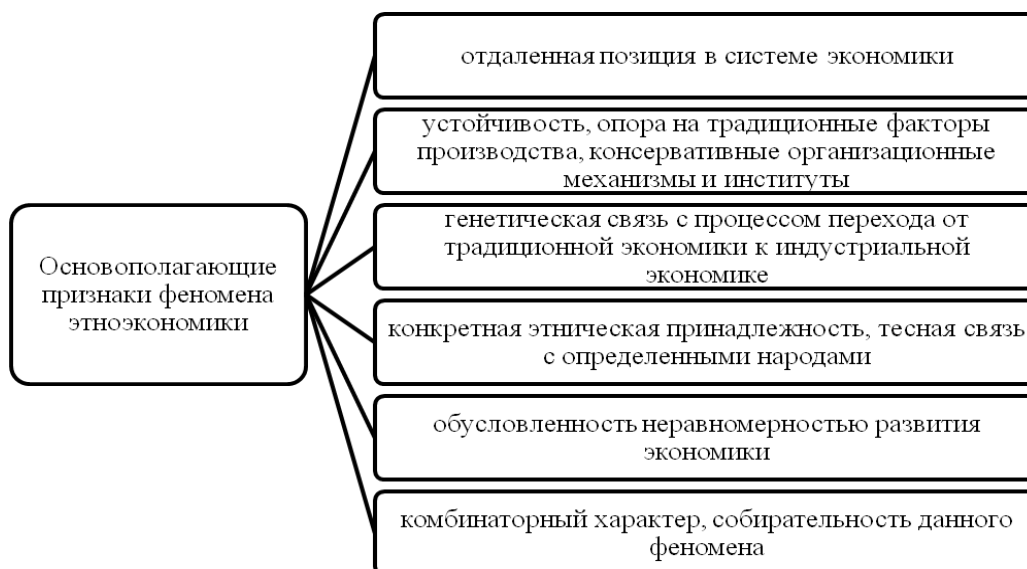 Основополагающие
признаки феномена
этноэкономики
отдаленная позиция в системе экономики
устойчивость, опора на традиционные факторы
производства, консервативные организационные
механизмы и институты
генетическая связь с процессом перехода от
традиционной экономики к индустриальной
экономике
конкретная этническая принадлежность, тесная связь
с определенными народами
обусловленность неравномерностью развития
экономики
комбинаторный характер, собирательность данного
феномена